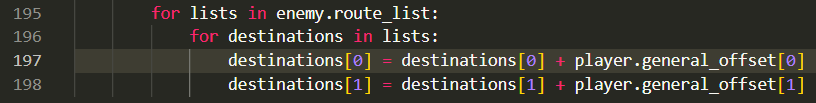 195 for lists in enemy.route_list:
196 for destinations in lists:
197 destinations[0] = destinations[0] + player.general_offset[0]
198 destinations[1] = destinations[1] + player.general_offset[1]